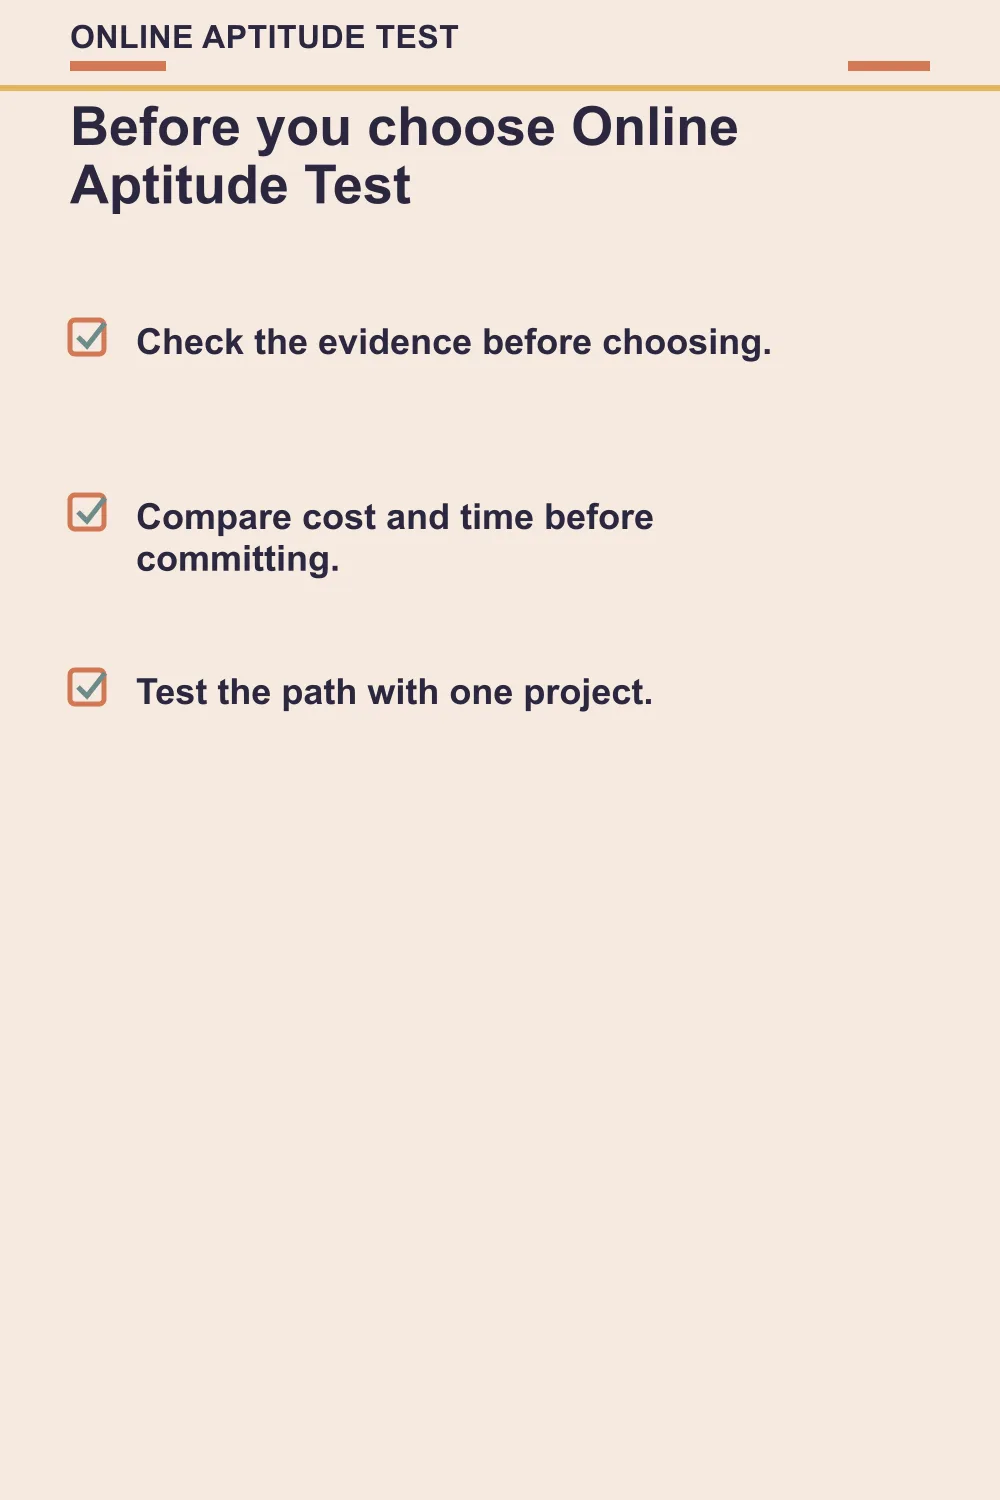 ONLINE APTITUDE TEST
Before you choose Online
Aptitude Test
Check the evidence before choosing.
Compare cost and time before
committing.
Test the path with one project.